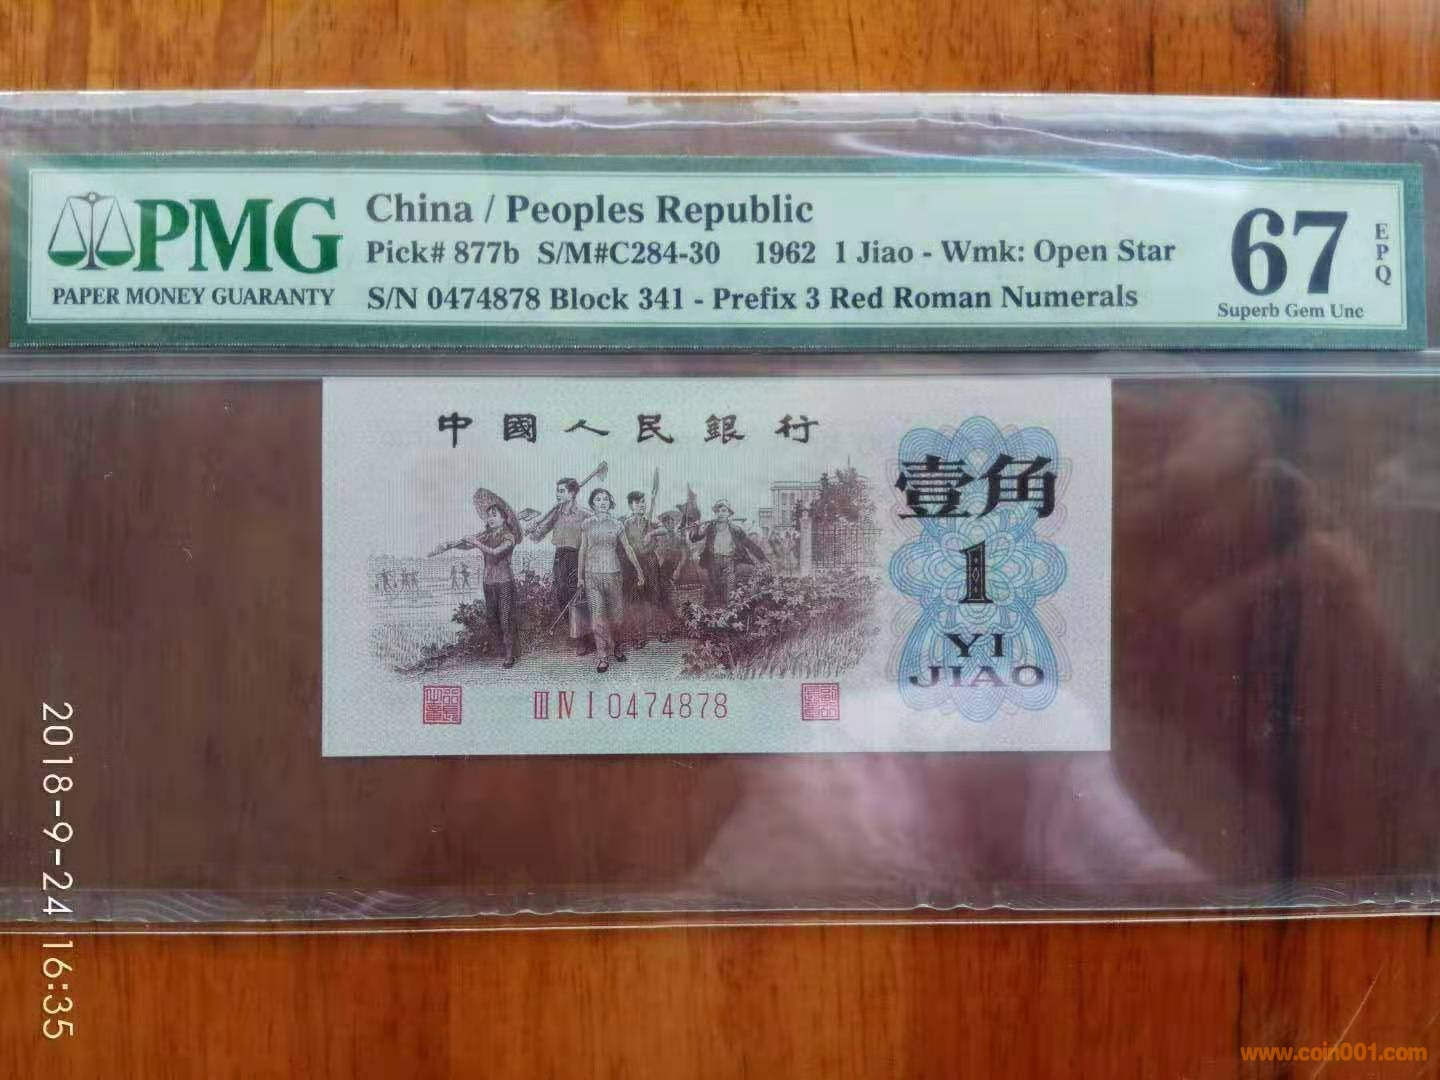 PMG
PAPER MONEY GUARANTY
China / Peoples Republic
Pick# 877b S/M#C284-30 1962 1 Jiao - Wmk: Open Star
S/N 0474878 Block 341 - Prefix 3 Red Roman Numerals
67
EPQ
Superb Gem Unc
中國人民銀行
壹角
1
YI
JIAO
III IV I 0474878
2018-9-24 16:35
www.coin001.com